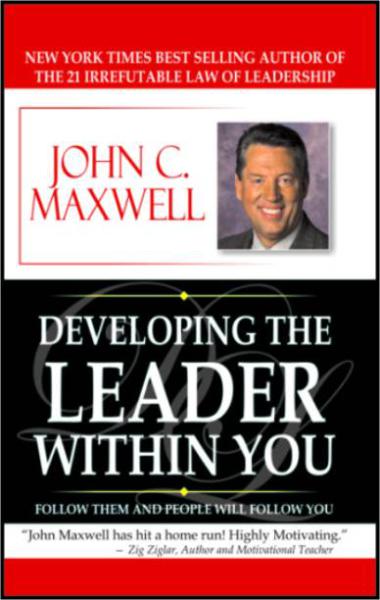 NEW YORK TIMES BEST SELLING AUTHOR OF
THE 21 IRREFUTABLE LAW OF LEADERSHIP
JOHN C.
MAXWELL
DEVELOPING THE
LEADER
WITHIN YOU
FOLLOW THEM AND PEOPLE WILL FOLLOW YOU
"John Maxwell has hit a home run! Highly Motivating."
– Zig Ziglar, Author and Motivational Teacher